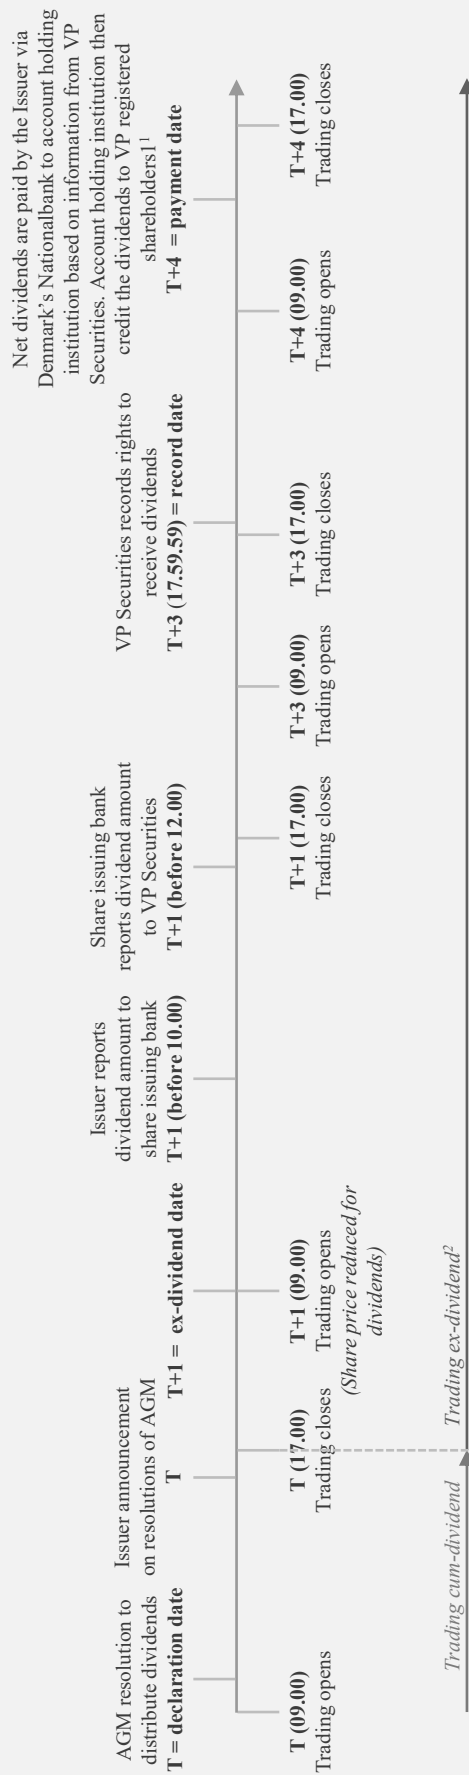 AGM resolution to
distribute dividends
T = declaration date
Issuer announcement
on resolutions of AGM
T
T+1 = ex-dividend date
Issuer reports
dividend amount to
share issuing bank
T+1 (before 10.00)
Share issuing bank
reports dividend amount
to VP Securities
T+1 (before 12.00)
VP Securities records rights to
receive dividends
T+3 (17.59.59) = record date
Net dividends are paid by the Issuer via
Denmark's Nationalbank to account holding
institution based on information from VP
Securities. Account holding institution then
credit the dividends to VP registered
shareholders1¹
T+4 = payment date
T (09.00)
Trading opens
T (17.00)
Trading closes
T+1 (09.00)
Trading opens
(Share price reduced for
dividends)
T+1 (17.00)
Trading closes
T+3 (09.00)
Trading opens
T+3 (17.00)
Trading closes
T+4 (09.00)
Trading opens
T+4 (17.00)
Trading closes
Trading cum-dividend
Trading ex-dividend²